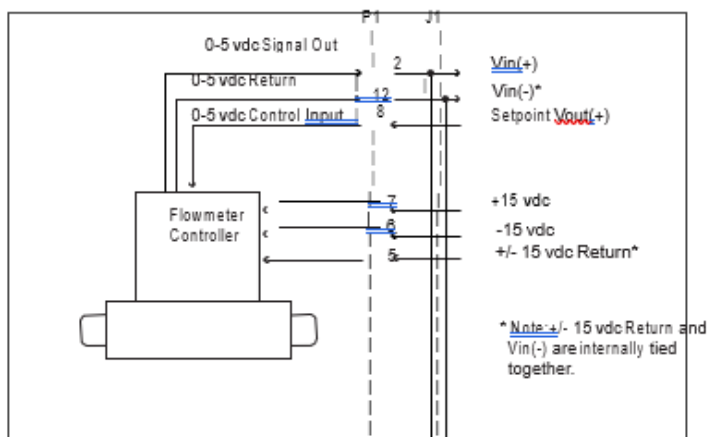 P1 J1
0-5 vdc Signal Out
2
Vin(+)
0-5 vdc Return
12
Vin(-)*
0-5 vdc Control Input
8
Setpoint Vout(+)
7
+15 vdc
Flowmeter
Controller
6
-15 vdc
5
+/- 15 vdc Return*
* Note:+/- 15 vdc Return and
Vin(-) are internally tied
together.